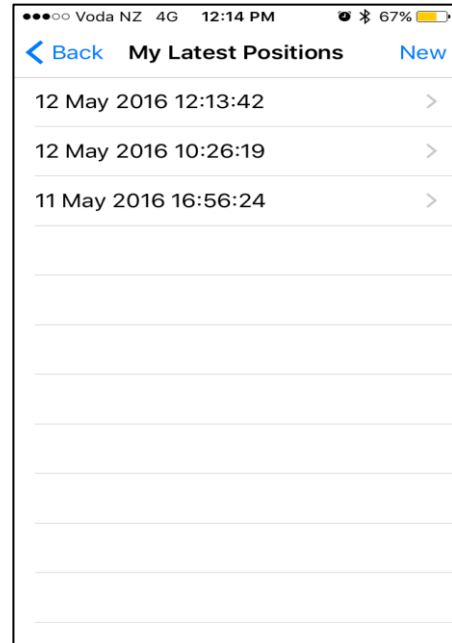 Voda NZ 4G 12:14 PM 67%
Back My Latest Positions New
12 May 2016 12:13:42
12 May 2016 10:26:19
11 May 2016 16:56:24